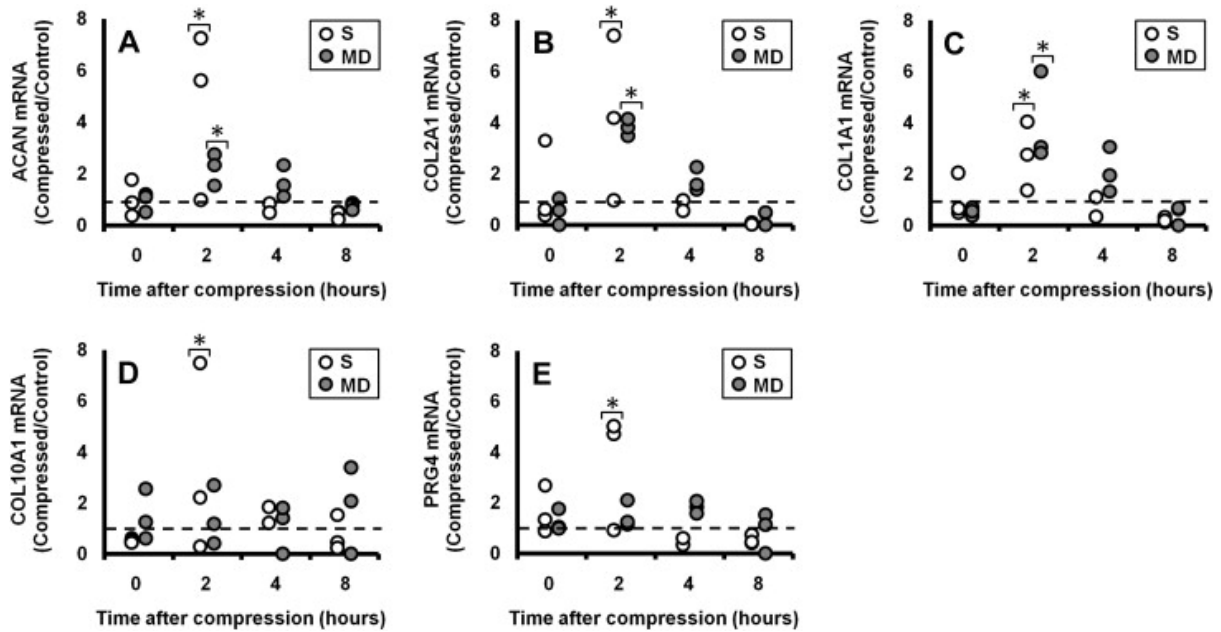 A
ACAN mRNA
(Compressed/Control)
8
6
4
2
0
*
*
S
MD
0 2 4 8
Time after compression (hours)
B
COL2A1 mRNA
(Compressed/Control)
8
6
4
2
0
*
*
S
MD
0 2 4 8
Time after compression (hours)
C
COL1A1 mRNA
(Compressed/Control)
8
6
4
2
0
*
*
S
MD
0 2 4 8
Time after compression (hours)
D
COL10A1 mRNA
(Compressed/Control)
8
6
4
2
0
*
S
MD
0 2 4 8
Time after compression (hours)
E
PRG4 mRNA
(Compressed/Control)
8
6
4
2
0
*
S
MD
0 2 4 8
Time after compression (hours)